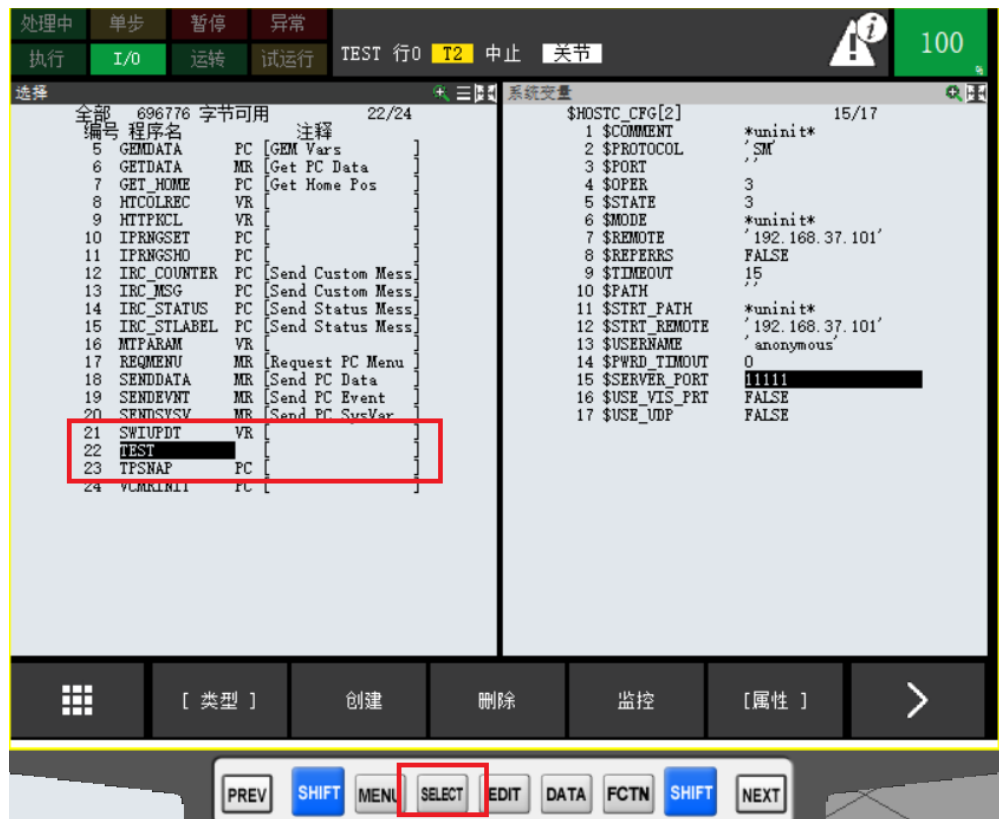 处理中 单步 暂停 异常
执行 I/O 运转 试运行 TEST 行0 T2 中止 关节 100 %
选择
全部 696776 字节可用 22/24
编号 程序名 注释
5 GEMDATA PC [GEM Vars ]
6 GETDATA MR [Get PC Data ]
7 GET_HOME PC [Get Home Pos ]
8 HTCOLREC VR [ ]
9 HTTPKCL VR [ ]
10 IPRNGSET PC [ ]
11 IPRNGSHO PC [ ]
12 IRC_COUNTER PC [Send Custom Mess]
13 IRC_MSG PC [Send Custom Mess]
14 IRC_STATUS PC [Send Status Mess]
15 IRC_STLABEL PC [Send Status Mess]
16 MTPARAM VR [ ]
17 REQMENU MR [Request PC Menu ]
18 SENDDATA MR [Send PC Data ]
19 SENDEVNT MR [Send PC Event ]
20 SENDSYSV MR [Send PC SysVar ]
21 SWIUPDT VR [ ]
22 TEST [ ]
23 TPSNAP PC [ ]
24 VCMRINIT PC [ ]
系统变量
$HOSTC_CFG[2] 15/17
1 $COMMENT *uninit*
2 $PROTOCOL 'SM'
3 $PORT ''
4 $OPER 3
5 $STATE 3
6 $MODE *uninit*
7 $REMOTE '192.168.37.101'
8 $REPERRS FALSE
9 $TIMEOUT 15
10 $PATH ''
11 $STRT_PATH *uninit*
12 $STRT_REMOTE '192.168.37.101'
13 $USERNAME 'anonymous'
14 $PWRD_TIMOUT 0
15 $SERVER_PORT 11111
16 $USE_VIS_PRT FALSE
17 $USE_UDP FALSE
[ 类型 ] 创建 删除 监控 [属性 ]
PREV SHIFT MENU SELECT EDIT DATA FCTN SHIFT NEXT